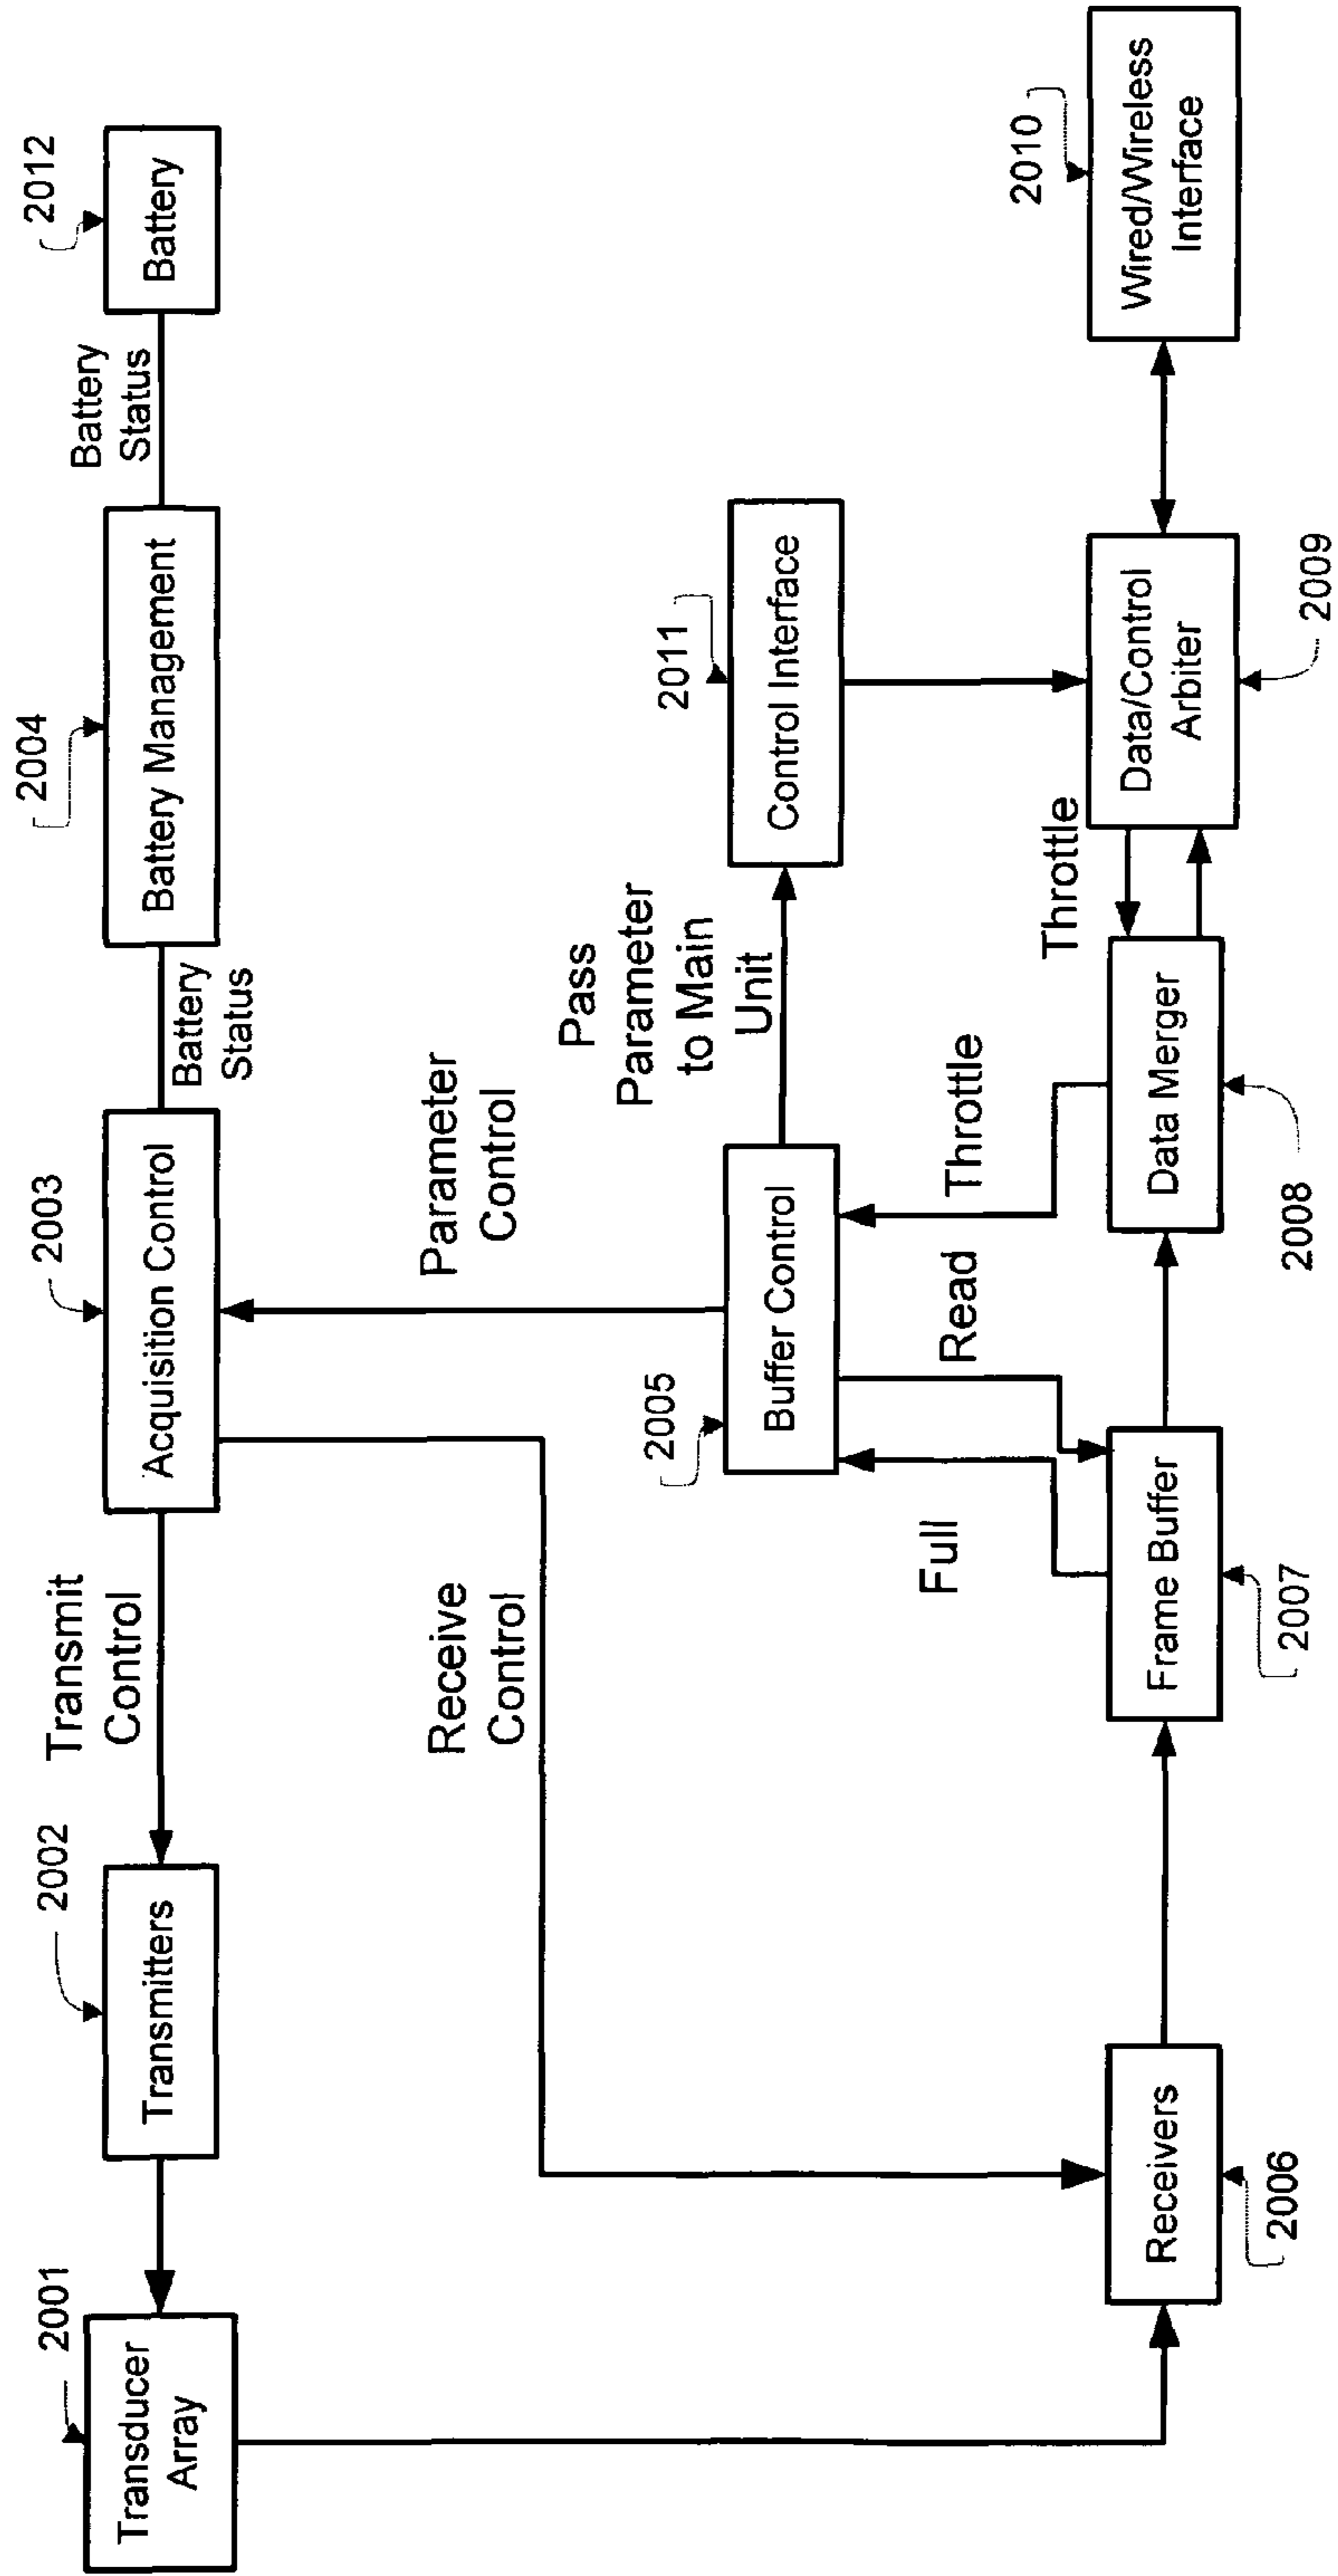 2001
Transducer
Array
2002
Transmitters
Transmit
Control
2003
Acquisition Control
Battery
Status
2004
Battery Management
Battery
Status
2012
Battery
Receive
Control
Parameter
Control
2005
Buffer Control
Pass
Parameter
to Main
Unit
2011
Control Interface
Full
Read
Throttle
Throttle
2006
Receivers
2007
Frame Buffer
2008
Data Merger
2009
Data/Control
Arbiter
2010
Wired/Wireless
Interface